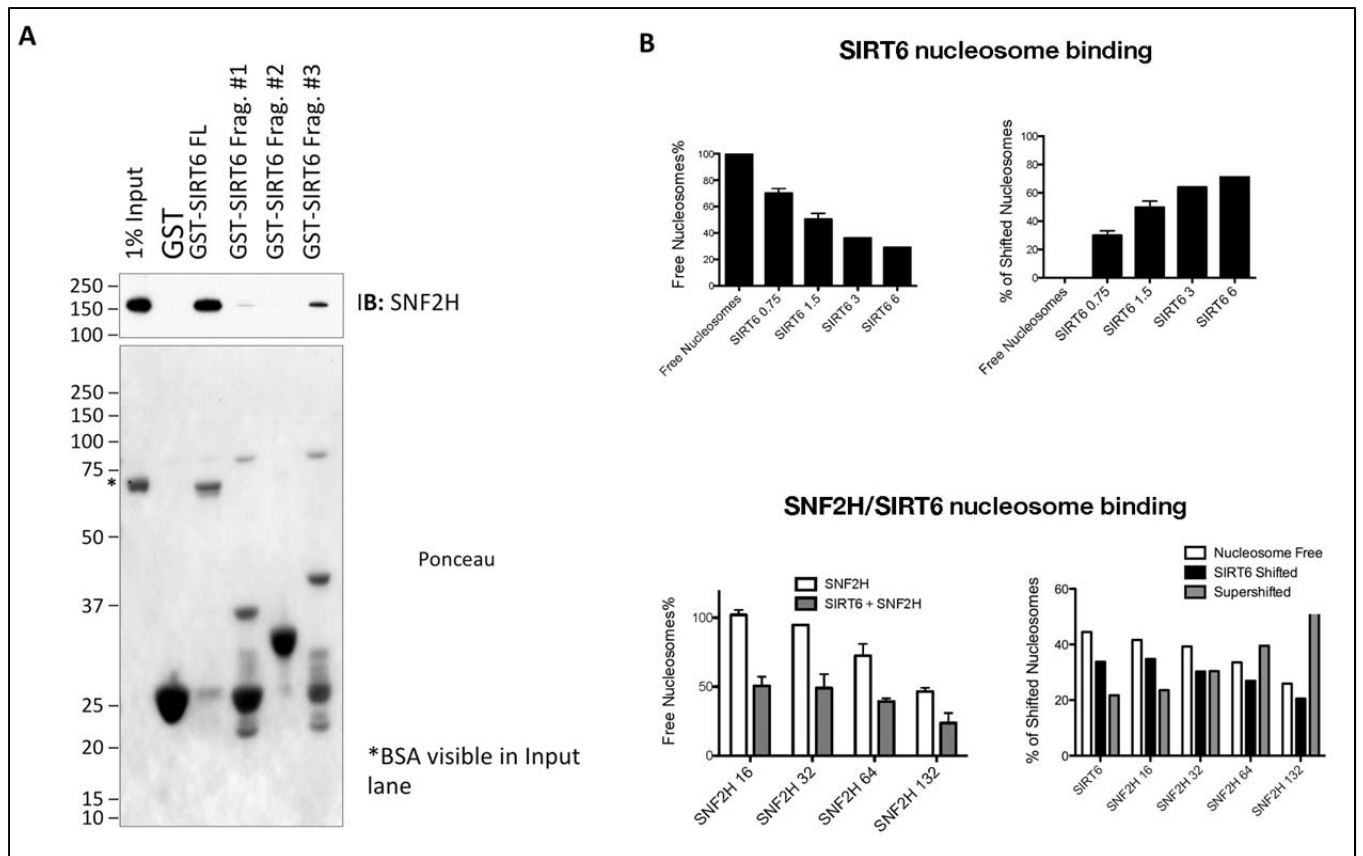 A
1% Input
GST
GST-SIRT6 FL
GST-SIRT6 Frag. #1
GST-SIRT6 Frag. #2
GST-SIRT6 Frag. #3
250
150
100
IB: SNF2H
250
150
100
75
*
50
37
25
20
15
10
Ponceau
*BSA visible in Input
lane
B
SIRT6 nucleosome binding
Free Nucleosomes%
100
80
60
40
20
0
Free Nucleosomes
SIRT6 0.75
SIRT6 1.5
SIRT6 3
SIRT6 6
% of Shifted Nucleosomes
100
80
60
40
20
0
Free Nucleosomes
SIRT6 0.75
SIRT6 1.5
SIRT6 3
SIRT6 6
SNF2H/SIRT6 nucleosome binding
Free Nucleosomes%
100
50
0
SNF2H
SIRT6 + SNF2H
SNF2H 16
SNF2H 32
SNF2H 64
SNF2H 132
% of Shifted Nucleosomes
60
40
20
0
Nucleosome Free
SIRT6 Shifted
Supershifted
SIRT6
SNF2H 16
SNF2H 32
SNF2H 64
SNF2H 132